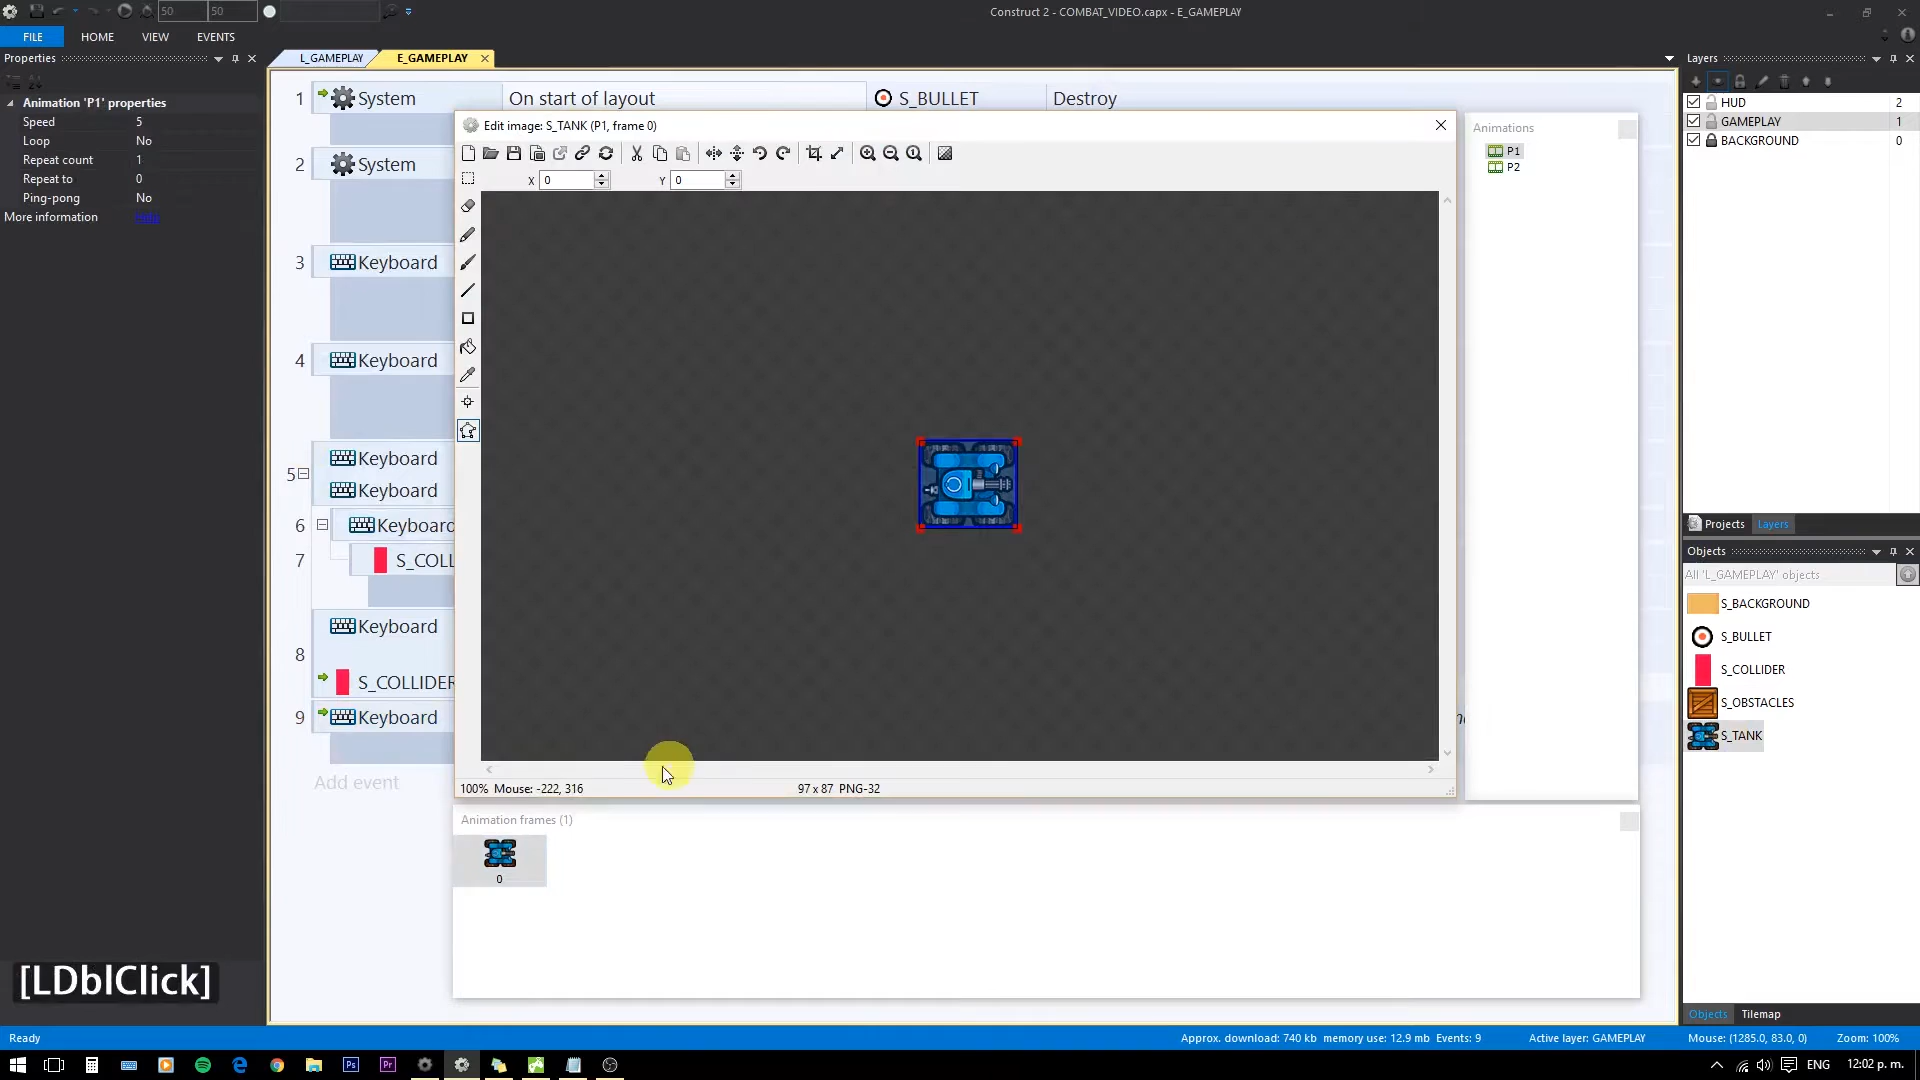 50
50
Construct 2 - COMBAT_VIDEO.capx - E_GAMEPLAY
FILE
HOME
VIEW
EVENTS
Properties
Animation 'P1' properties
Speed 5
Loop No
Repeat count 1
Repeat to 0
Ping-pong No
More information Help
L_GAMEPLAY
E_GAMEPLAY
1 System On start of layout S_BULLET Destroy
2 System
3 Keyboard
4 Keyboard
5 Keyboard
Keyboard
6 Keyboard
7 S_COLL
Keyboard
8
S_COLLIDER
9 Keyboard
Add event
Edit image: S_TANK (P1, frame 0)
X 0 Y 0
100% Mouse: -222, 316 97 x 87 PNG-32
Animation frames (1)
0
Animations
P1
P2
Layers
HUD 2
GAMEPLAY 1
BACKGROUND 0
Projects Layers
Objects
All 'L_GAMEPLAY' objects
S_BACKGROUND
S_BULLET
S_COLLIDER
S_OBSTACLES
S_TANK
Objects Tilemap
[LDblClick]
Ready Approx. download: 740 kb memory use: 12.9 mb Events: 9 Active layer: GAMEPLAY Mouse: (1285.0, 83.0, 0) Zoom: 100%
Ps Pr ENG 12:02 p. m.